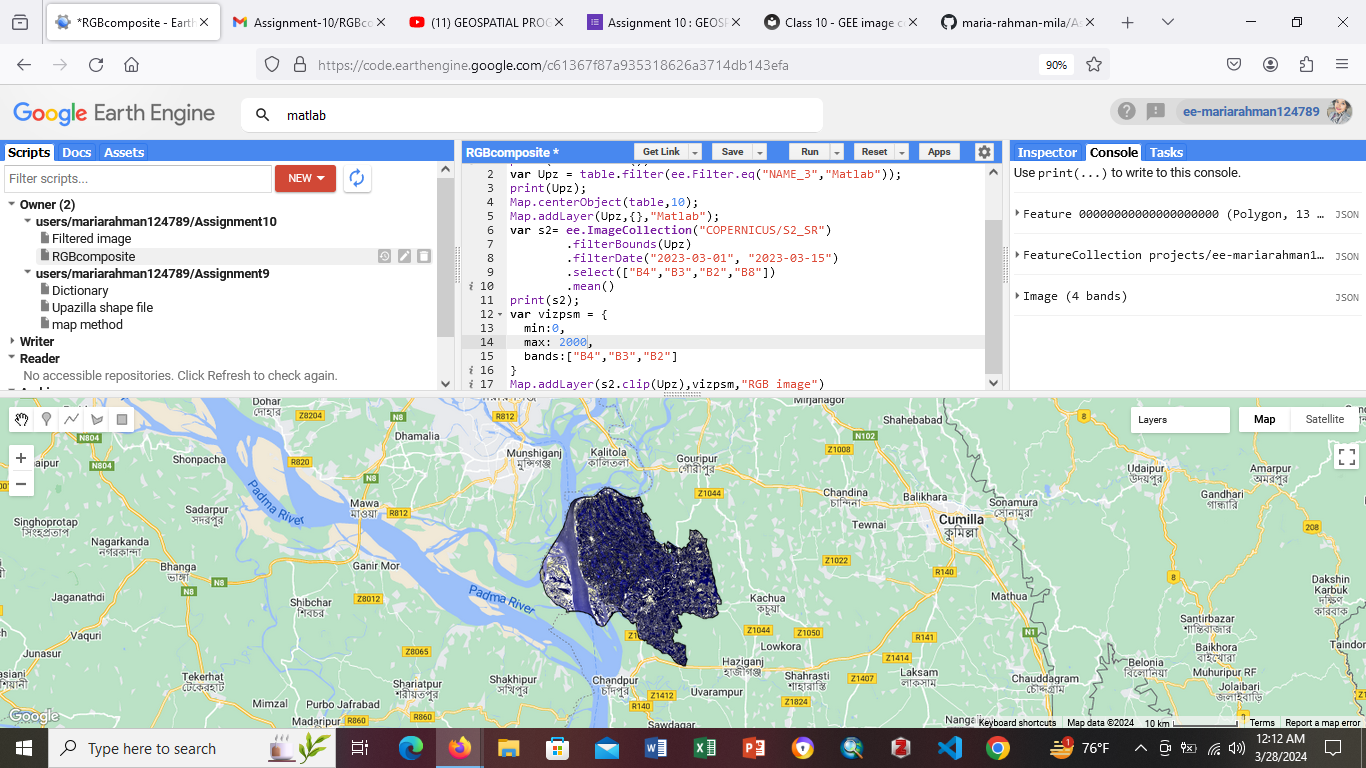 *RGBcomposite - Earth
Assignment-10/RGBco
(11) GEOSPATIAL PROG
Assignment 10 : GEOSP
Class 10 - GEE image c
maria-rahman-mila/As
https://code.earthengine.google.com/c61367f87a935318626a3714db143efa
90%
Google Earth Engine
matlab
ee-mariarahman124789
Scripts Docs Assets
Filter scripts...
NEW
Owner (2)
users/mariarahman124789/Assignment10
Filtered image
RGBcomposite
users/mariarahman124789/Assignment9
Dictionary
Upazilla shape file
map method
Writer
Reader
No accessible repositories. Click Refresh to check again.
RGBcomposite *
Get Link Save Run Reset Apps
2 var Upz = table.filter(ee.Filter.eq("NAME_3","Matlab"));
3 print(Upz);
4 Map.centerObject(table,10);
5 Map.addLayer(Upz,{},"Matlab");
6 var s2= ee.ImageCollection("COPERNICUS/S2_SR")
7 .filterBounds(Upz)
8 .filterDate("2023-03-01", "2023-03-15")
9 .select(["B4","B3","B2","B8"])
i 10 .mean()
11 print(s2);
12 var vizpsm = {
13 min:0,
14 max: 2000,
15 bands:["B4","B3","B2"]
i 16 }
i 17 Map.addLayer(s2.clip(Upz),vizpsm,"RGB image")
Inspector Console Tasks
Use print(...) to write to this console.
Feature 00000000000000000000 (Polygon, 13 … JSON
FeatureCollection projects/ee-mariarahman1… JSON
Image (4 bands) JSON
Layers
Map Satellite
Dohar
দোহার
Z8204
N8
R812
Munshiganj
মুন্সিগঞ্জ
Kalitola
কালিতলা
Gouripur
গৌরীপুর
Mirjanagor
Shahebabad
N102
Z1008
8
N804
Shonpacha
R820
Dhamalia
Z1044
Udaipur
উদয়পুর
Amarpur
অমরপুর
Padma River
Mawa
মাওয়া
R812
Chandina
চান্দিনা
Balikhara
Sonamura
সোনামুরা
Gandhari
গান্ধারি
Singhoprotap
সিংহপ্রতাপ
Sadarpur
সদরপুর
Tewnai
Cumilla
কুমিল্লা
208
Nagarkanda
নগরকান্দা
Bhanga
ভাঙ্গা
N8
Ganir Mor
Z1022
R140
8
Jaganathdi
Shibchar
শিবচর
Z8012
Padma River
Kachua
কচুয়া
Mathua
Dakshin
Karbuk
দক্ষিণ
কারবাক
Vaquri
Junasur
Z1044
Z1050
Lowkora
R141
N1
Santirbazar
শান্তিরবাজার
Z8065
Haziganj
হাজীগঞ্জ
Z1414
Baikhora
বাইখোরা
Tekerhat
টেকেরহাট
Shariatpur
শরীয়তপুর
Shakhipur
সখিপুর
Chandpur
চাঁদপুর
Shahrasti
শাহরাস্তি
Z1407
Laksam
লাকসাম
Chauddagram
চৌদ্দগ্রাম
Belonia
বিলোনিয়া
Muhuripur RF
Jolaibari
জলাইবাড়ি
Mimzal
Purbo Jafrabad
Madaripur
R860
R860
Z1412
R140
Uvarampur
Z1824
Sawdagar
Google
Keyboard shortcuts Map data ©2024 10 km Terms Report a map error
Type here to search
76°F
12:12 AM
3/28/2024